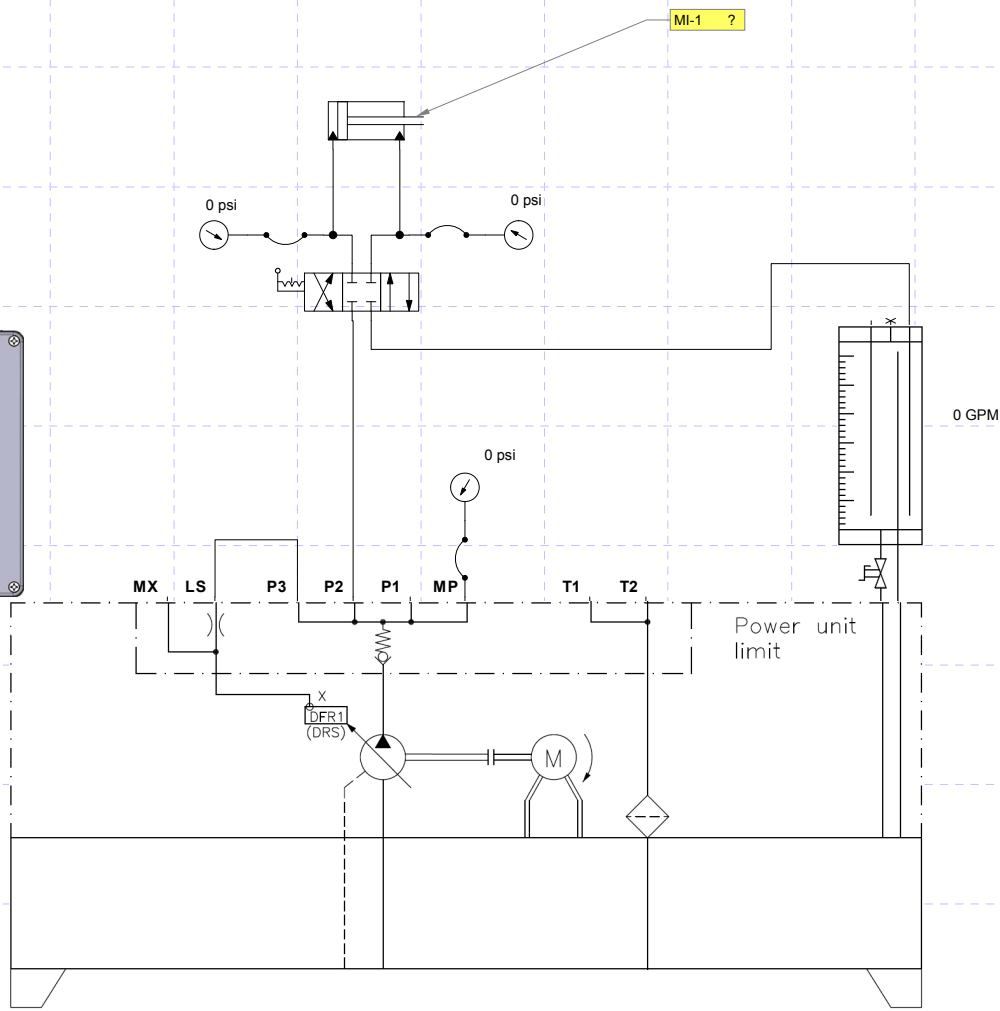 MI-1 ?
0 psi
0 psi
0 GPM
0 psi
MX LS P3 P2 P1 MP T1 T2
Power unit
limit
X
DFR1
(DRS)
M